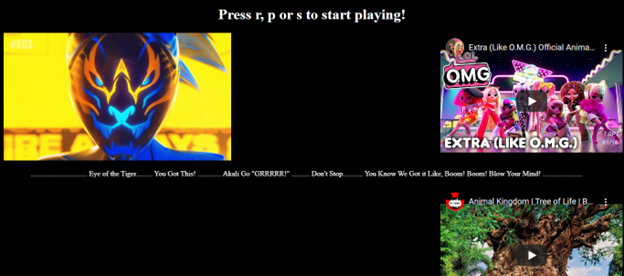 Press r, p or s to start playing!
Extra (Like O.M.G.) Official Anima...
L.O.L.
OMG
EXTRA (LIKE O.M.G.)
Eye of the Tiger
You Got This!
Akali Go "GRRRRR!"
Don't Stop
You Know We Got it Like, Boom! Boom! Blow Your Mind!
Animal Kingdom | Tree of Life | B...